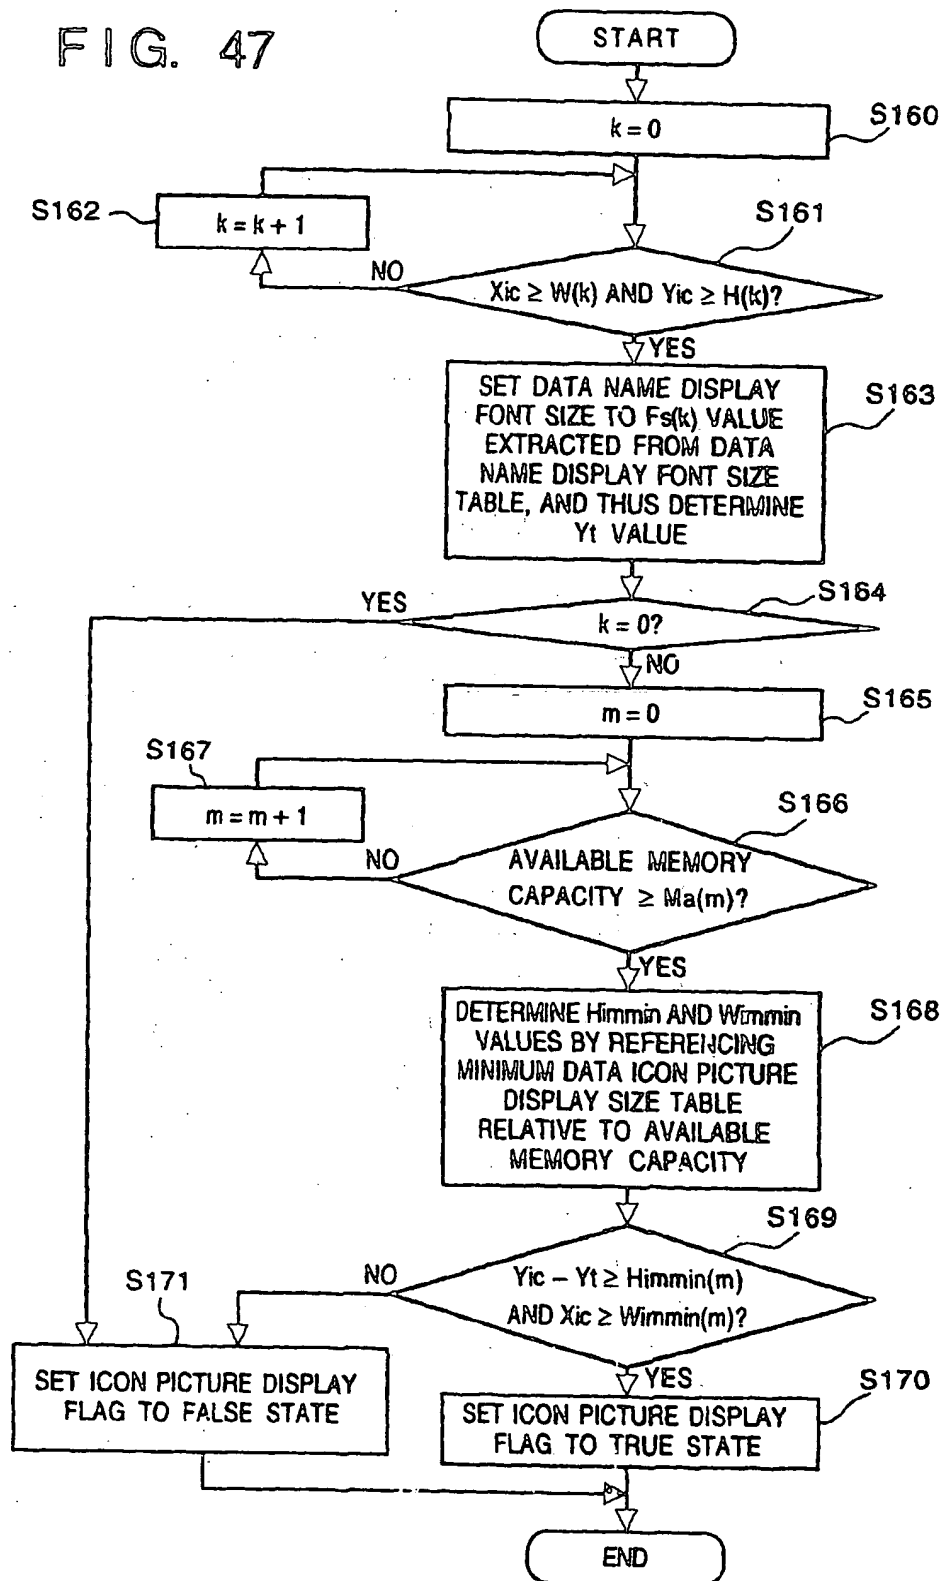 FIG. 47
START
k = 0
S160
S162
k = k + 1
S161
NO
Xic ≥ W(k) AND Yic ≥ H(k)?
YES
SET DATA NAME DISPLAY
FONT SIZE TO Fs(k) VALUE
EXTRACTED FROM DATA
NAME DISPLAY FONT SIZE
TABLE, AND THUS DETERMINE
Yt VALUE
S163
YES
S164
k = 0?
NO
m = 0
S165
S167
m = m + 1
S166
NO
AVAILABLE MEMORY
CAPACITY ≥ Ma(m)?
YES
DETERMINE Himmin AND Wimmin
VALUES BY REFERENCING
MINIMUM DATA ICON PICTURE
DISPLAY SIZE TABLE
RELATIVE TO AVAILABLE
MEMORY CAPACITY
S168
S169
NO
Yic – Yt ≥ Himmin(m)
AND Xic ≥ Wimmin(m)?
S171
YES
SET ICON PICTURE DISPLAY
FLAG TO FALSE STATE
S170
SET ICON PICTURE DISPLAY
FLAG TO TRUE STATE
END